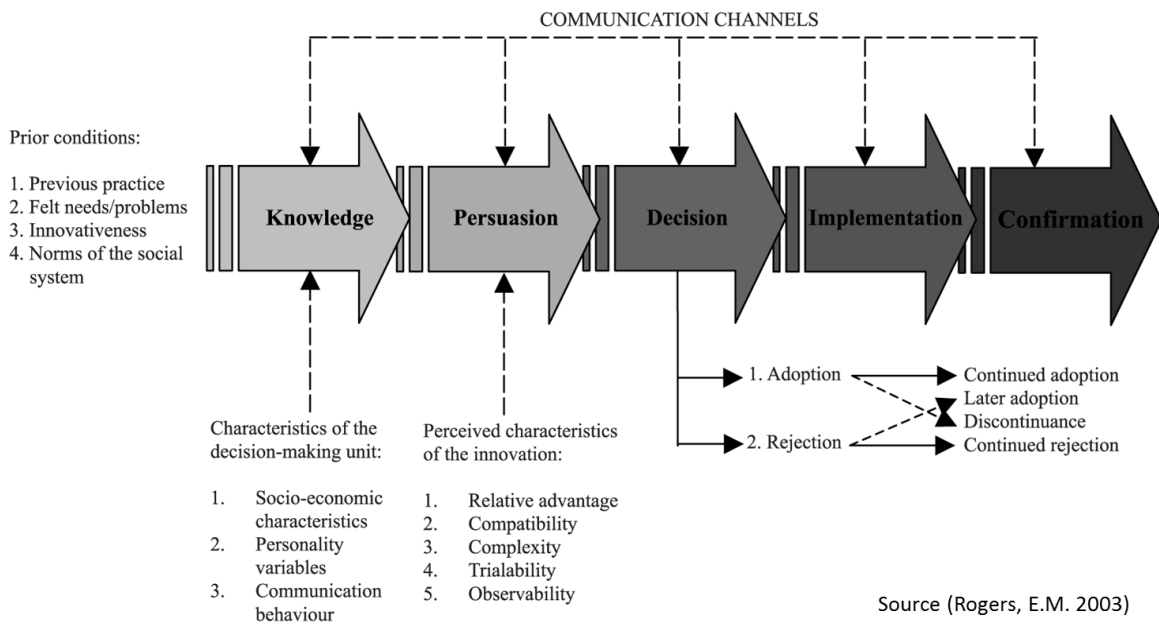 COMMUNICATION CHANNELS
Prior conditions:
1. Previous practice
2. Felt needs/problems
3. Innovativeness
4. Norms of the social
system
Knowledge
Persuasion
Decision
Implementation
Confirmation
1. Adoption
2. Rejection
Continued adoption
Later adoption
Discontinuance
Continued rejection
Characteristics of the
decision-making unit:
1. Socio-economic
characteristics
2. Personality
variables
3. Communication
behaviour
Perceived characteristics
of the innovation:
1. Relative advantage
2. Compatibility
3. Complexity
4. Trialability
5. Observability
Source (Rogers, E.M. 2003)